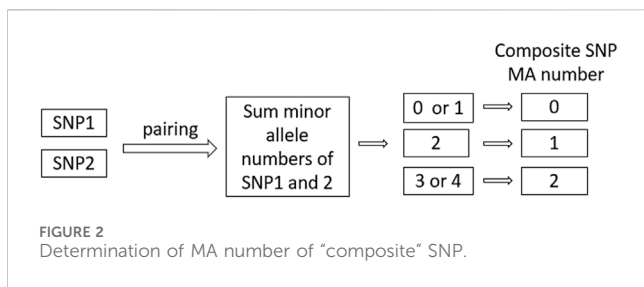 Composite SNP
MA number
SNP1
SNP2
pairing
Sum minor
allele
numbers of
SNP1 and 2
0 or 1
0
2
1
3 or 4
2
FIGURE 2
Determination of MA number of “composite” SNP.